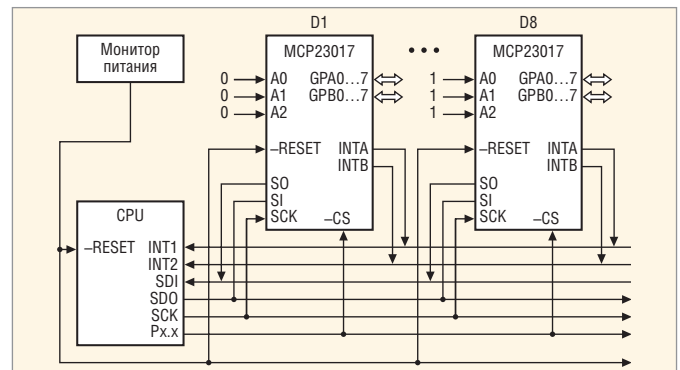 D1
D8
Монитор
питания
MCP23017
• • •
MCP23017
0
A0
GPA0...7
0
A1
GPB0...7
0
A2
–RESET
INTA
INTB
SO
SI
SCK
–CS
1
A0
GPA0...7
1
A1
GPB0...7
1
A2
–RESET
INTA
INTB
SO
SI
SCK
–CS
CPU
–RESET
INT1
INT2
SDI
SDO
SCK
Px.x